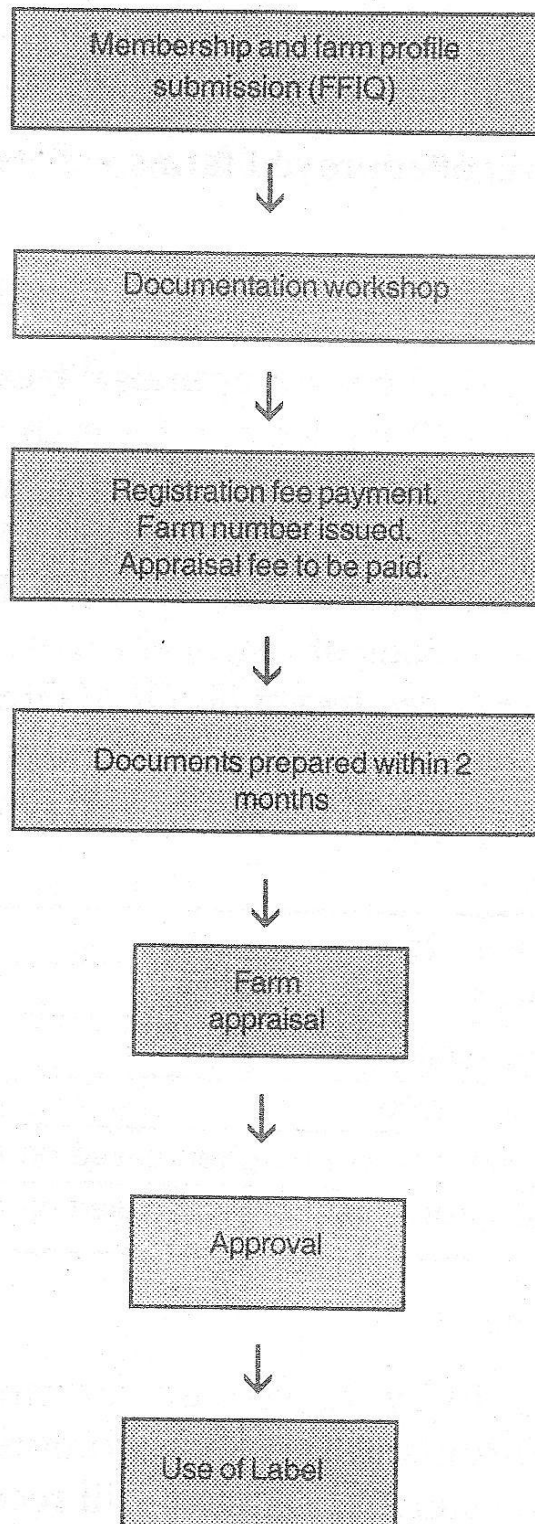 Membership and farm profile
submission (FFIQ)
Documentation workshop
Registration fee payment.
Farm number issued.
Appraisal fee to be paid.
Documents prepared within 2
months
Farm
appraisal
Approval
Use of Label